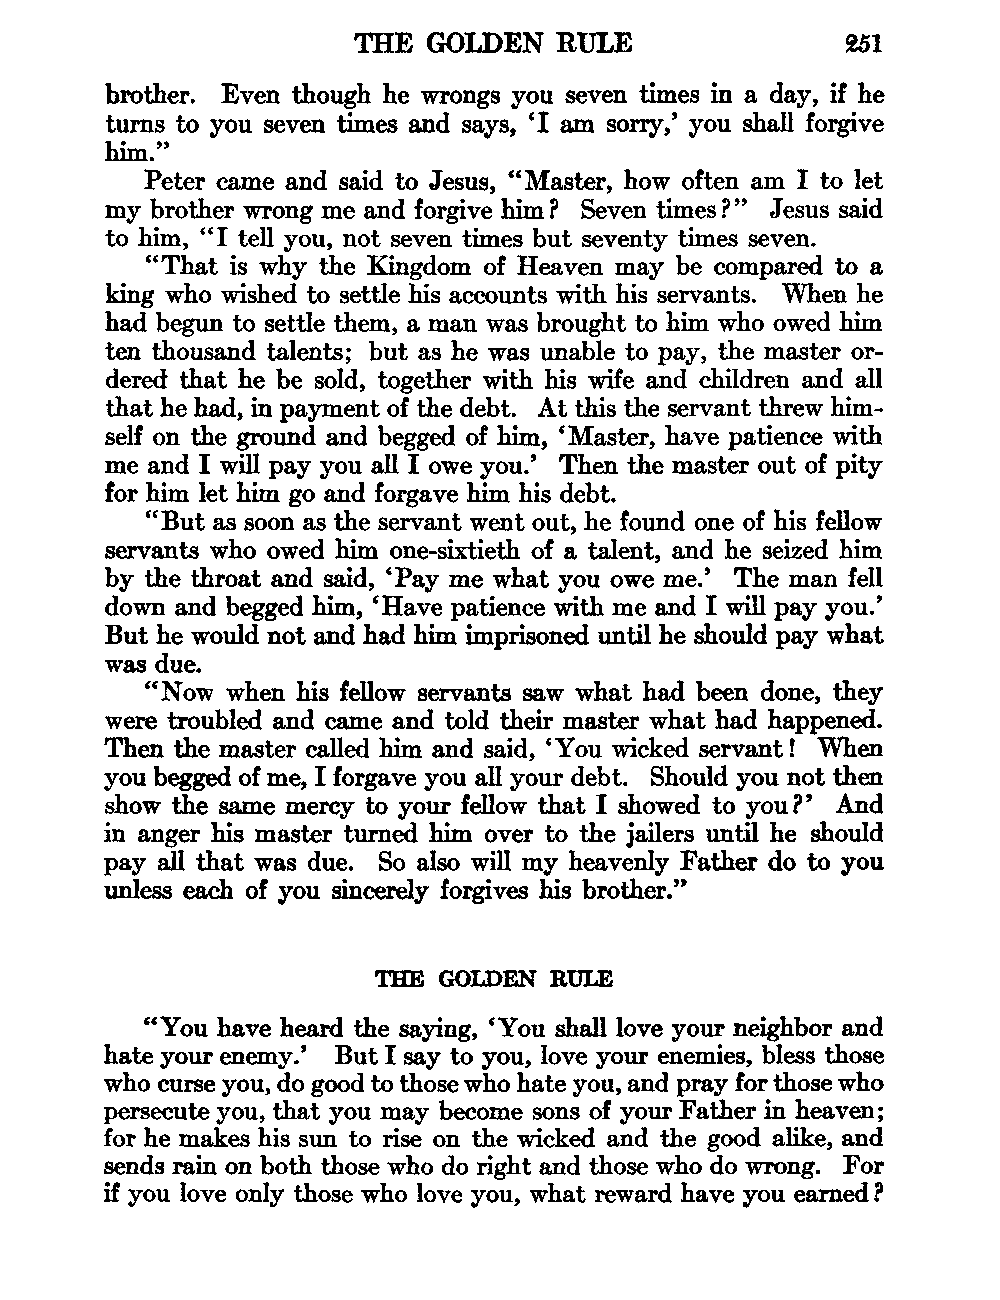 THE GOLDEN RULE 251
brother. Even though he wrongs you seven times in a day, if he
turns to you seven times and says, ‘I am sorry,’ you shall forgive
him.”
Peter came and said to Jesus, “Master, how often am I to let
my brother wrong me and forgive him? Seven times?” Jesus said
to him, “I tell you, not seven times but seventy times seven.
“That is why the Kingdom of Heaven may be compared to a
king who wished to settle his accounts with his servants. When he
had begun to settle them, a man was brought to him who owed him
ten thousand talents; but as he was unable to pay, the master or-
dered that he be sold, together with his wife and children and all
that he had, in payment of the debt. At this the servant threw him-
self on the ground and begged of him, ‘Master, have patience with
me and I will pay you all I owe you.’ Then the master out of pity
for him let him go and forgave him his debt.
“But as soon as the servant went out, he found one of his fellow
servants who owed him one-sixtieth of a talent, and he seized him
by the throat and said, ‘Pay me what you owe me.’ The man fell
down and begged him, ‘Have patience with me and I will pay you.’
But he would not and had him imprisoned until he should pay what
was due.
“Now when his fellow servants saw what had been done, they
were troubled and came and told their master what had happened.
Then the master called him and said, ‘You wicked servant! When
you begged of me, I forgave you all your debt. Should you not then
show the same mercy to your fellow that I showed to you?’ And
in anger his master turned him over to the jailers until he should
pay all that was due. So also will my heavenly Father do to you
unless each of you sincerely forgives his brother.”
THE GOLDEN RULE
“You have heard the saying, ‘You shall love your neighbor and
hate your enemy.’ But I say to you, love your enemies, bless those
who curse you, do good to those who hate you, and pray for those who
persecute you, that you may become sons of your Father in heaven;
for he makes his sun to rise on the wicked and the good alike, and
sends rain on both those who do right and those who do wrong. For
if you love only those who love you, what reward have you earned?